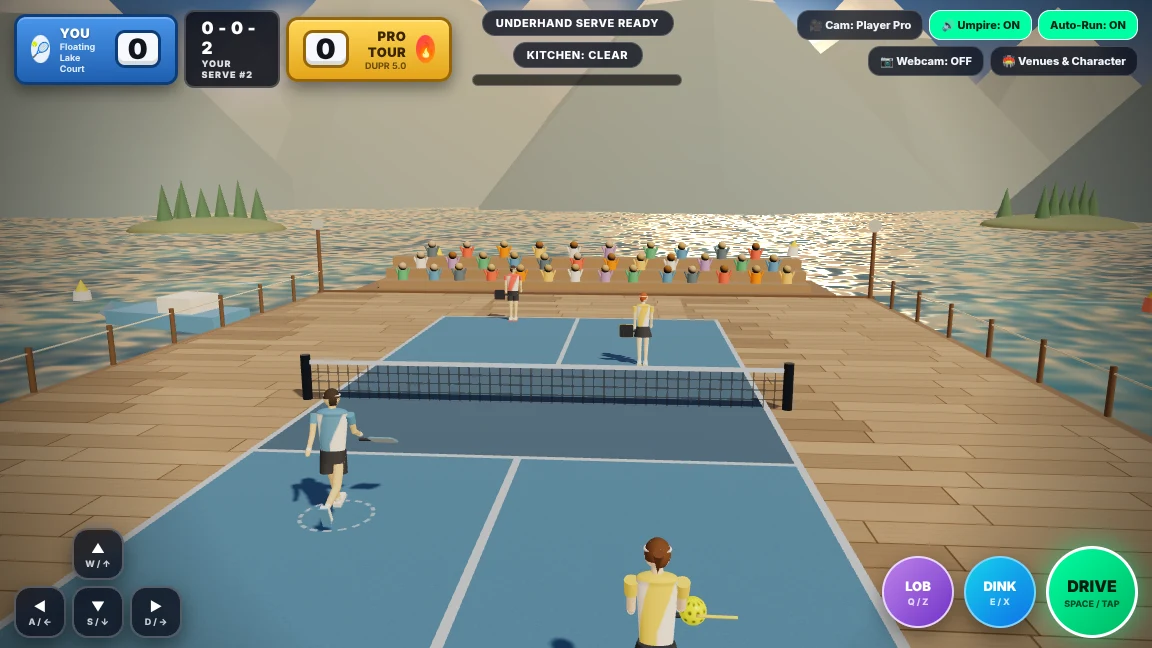 YOU
Floating
Lake
Court
0
0 - 0 -
2
YOUR
SERVE #2
0
PRO
TOUR
DUPR 5.0
UNDERHAND SERVE READY
KITCHEN: CLEAR
Cam: Player Pro
Umpire: ON
Auto-Run: ON
Webcam: OFF
Venues & Character
▲
W / ↑
◀
A / ←
▼
S / ↓
▶
D / →
LOB
Q / Z
DINK
E / X
DRIVE
SPACE / TAP